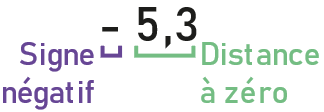 - 5,3
Signe
négatif
Distance
à zéro